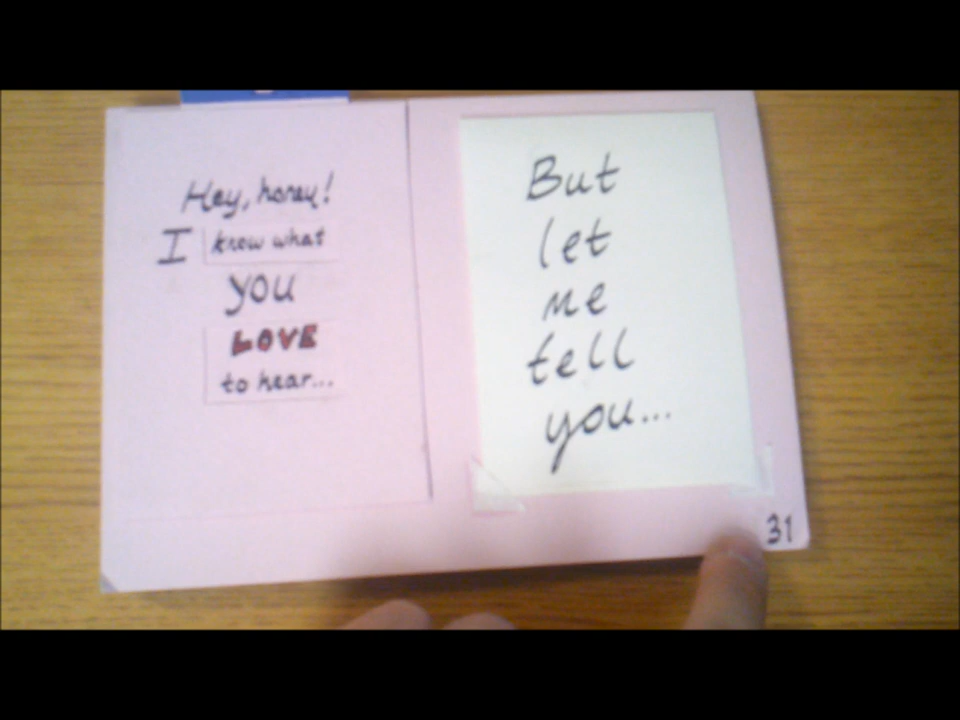 Hey, honey!
I know what
you
LOVE
to hear...
But
let
me
tell
you...
31